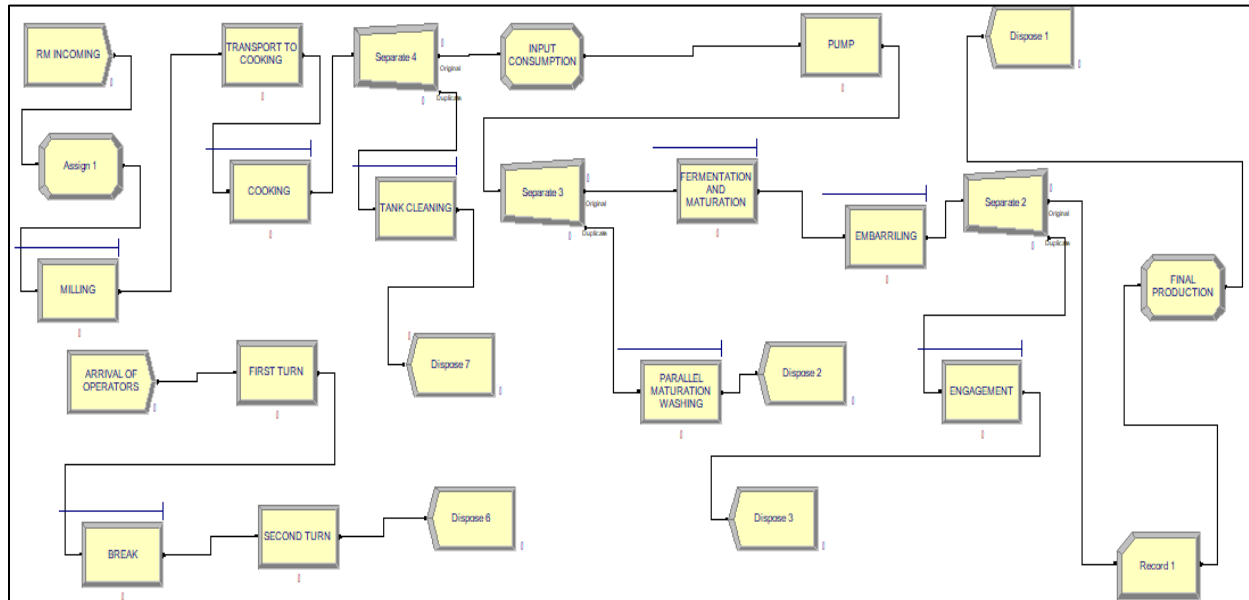 RM INCOMING
TRANSPORT TO
COOKING
Separate 4
Original
Duplicate
INPUT
CONSUMPTION
PUMP
Dispose 1
Assign 1
COOKING
TANK CLEANING
Separate 3
Original
Duplicate
FERMENTATION
AND
MATURATION
EMBARRILING
Separate 2
Original
Duplicate
MILLING
FINAL
PRODUCTION
ARRIVAL OF
OPERATORS
FIRST TURN
Dispose 7
PARALLEL
MATURATION
WASHING
Dispose 2
ENGAGEMENT
BREAK
SECOND TURN
Dispose 6
Dispose 3
Record 1